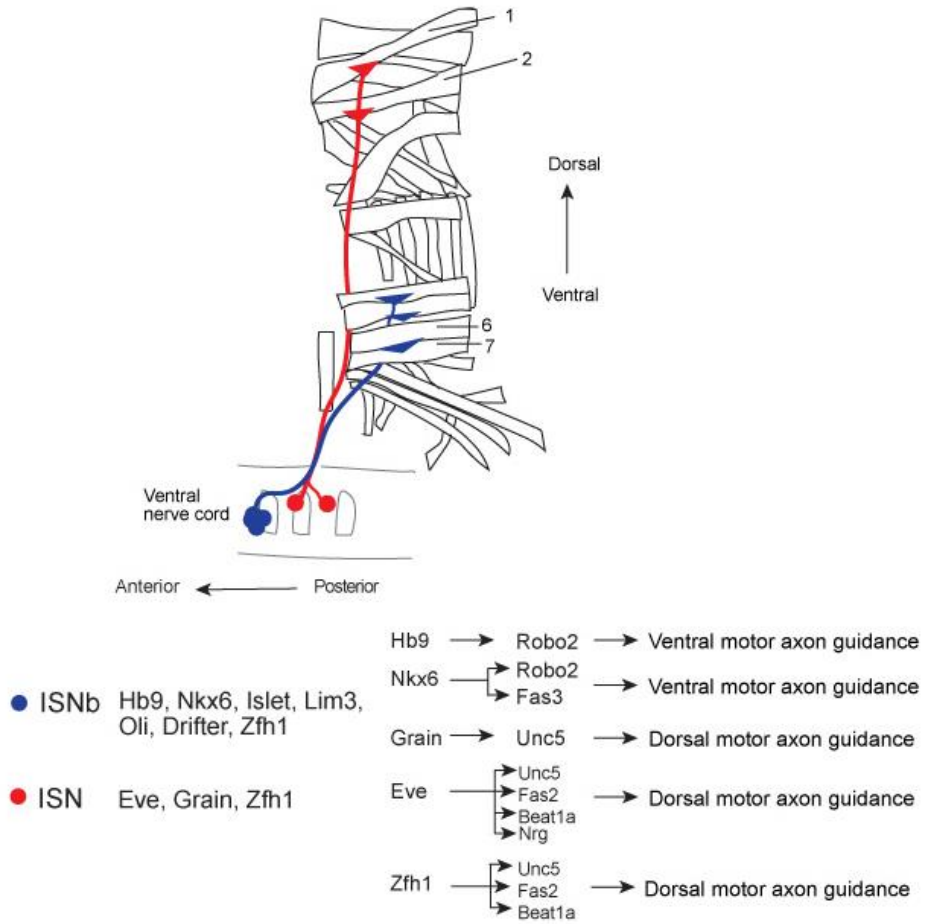 1
2
Dorsal
Ventral
6
7
Ventral
nerve cord
Anterior
Posterior
Hb9
Robo2
Ventral motor axon guidance
Nkx6
Robo2
Fas3
Ventral motor axon guidance
ISNb
Hb9, Nkx6, Islet, Lim3,
Oli, Drifter, Zfh1
Grain
Unc5
Dorsal motor axon guidance
ISN
Eve, Grain, Zfh1
Eve
Unc5
Fas2
Beat1a
Nrg
Dorsal motor axon guidance
Zfh1
Unc5
Fas2
Beat1a
Dorsal motor axon guidance